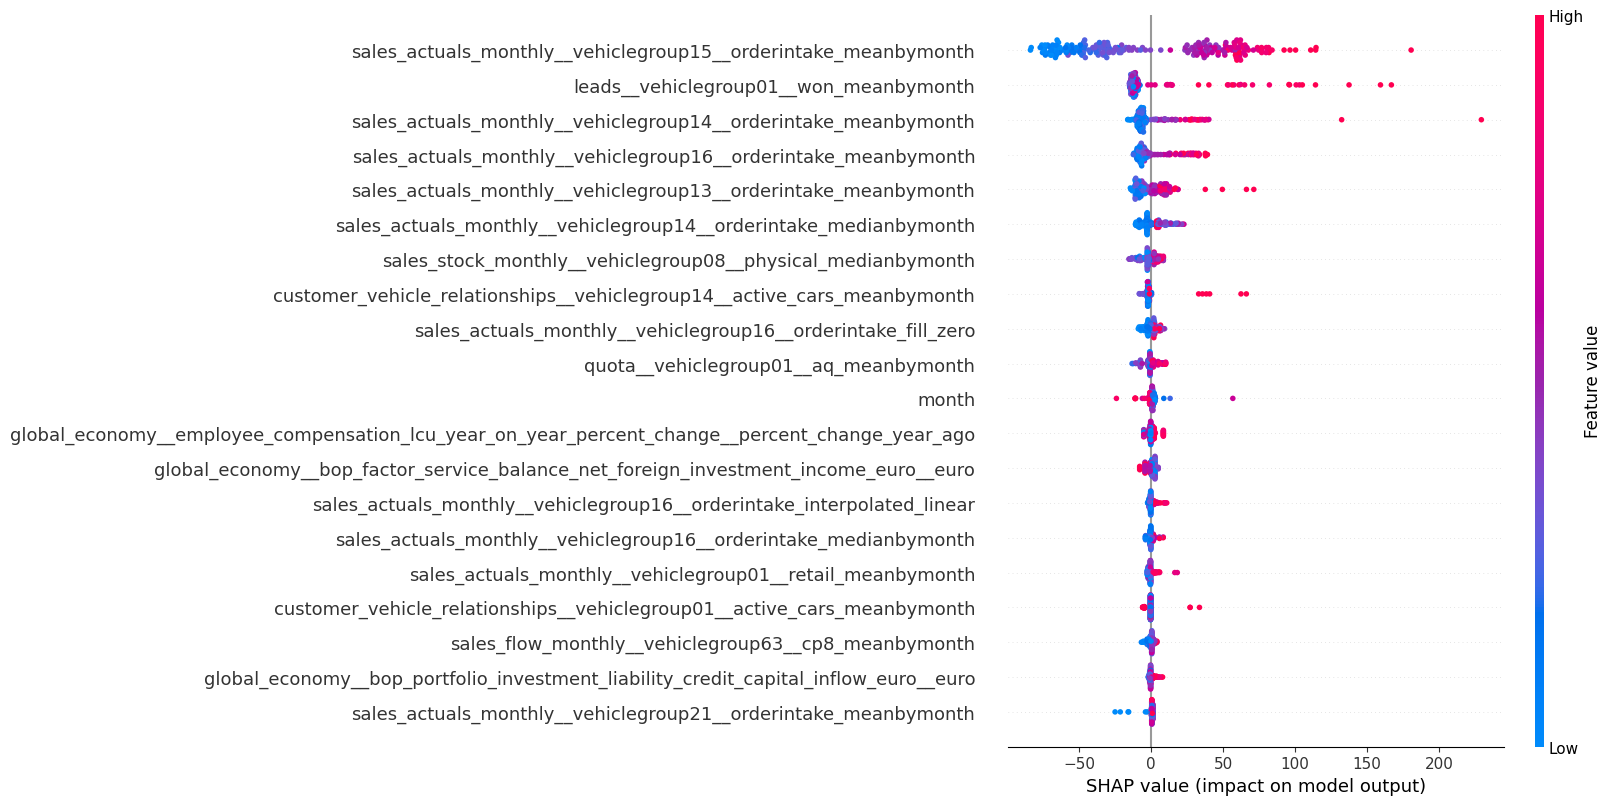 High
sales_actuals_monthly__vehiclegroup15__orderintake_meanbymonth
leads__vehiclegroup01__won_meanbymonth
sales_actuals_monthly__vehiclegroup14__orderintake_meanbymonth
sales_actuals_monthly__vehiclegroup16__orderintake_meanbymonth
sales_actuals_monthly__vehiclegroup13__orderintake_meanbymonth
sales_actuals_monthly__vehiclegroup14__orderintake_medianbymonth
sales_stock_monthly__vehiclegroup08__physical_medianbymonth
customer_vehicle_relationships__vehiclegroup14__active_cars_meanbymonth
sales_actuals_monthly__vehiclegroup16__orderintake_fill_zero
quota__vehiclegroup01__aq_meanbymonth
month
global_economy__employee_compensation_lcu_year_on_year_percent_change__percent_change_year_ago
global_economy__bop_factor_service_balance_net_foreign_investment_income_euro__euro
sales_actuals_monthly__vehiclegroup16__orderintake_interpolated_linear
sales_actuals_monthly__vehiclegroup16__orderintake_medianbymonth
sales_actuals_monthly__vehiclegroup01__retail_meanbymonth
customer_vehicle_relationships__vehiclegroup01__active_cars_meanbymonth
sales_flow_monthly__vehiclegroup63__cp8_meanbymonth
global_economy__bop_portfolio_investment_liability_credit_capital_inflow_euro__euro
sales_actuals_monthly__vehiclegroup21__orderintake_meanbymonth
Feature value
Low
−50 0 50 100 150 200
SHAP value (impact on model output)